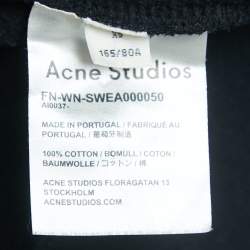 XS
165/80A
Acne Studios
FN-WN-SWEA000050
AI0037-
MADE IN PORTUGAL / FABRIQUÉ AU
PORTUGAL / 葡萄牙制造
100% COTTON / BOMULL / COTON /
BAUMWOLLE / コットン / 棉
ACNE STUDIOS FLORAGATAN 13
STOCKHOLM
ACNESTUDIOS.COM